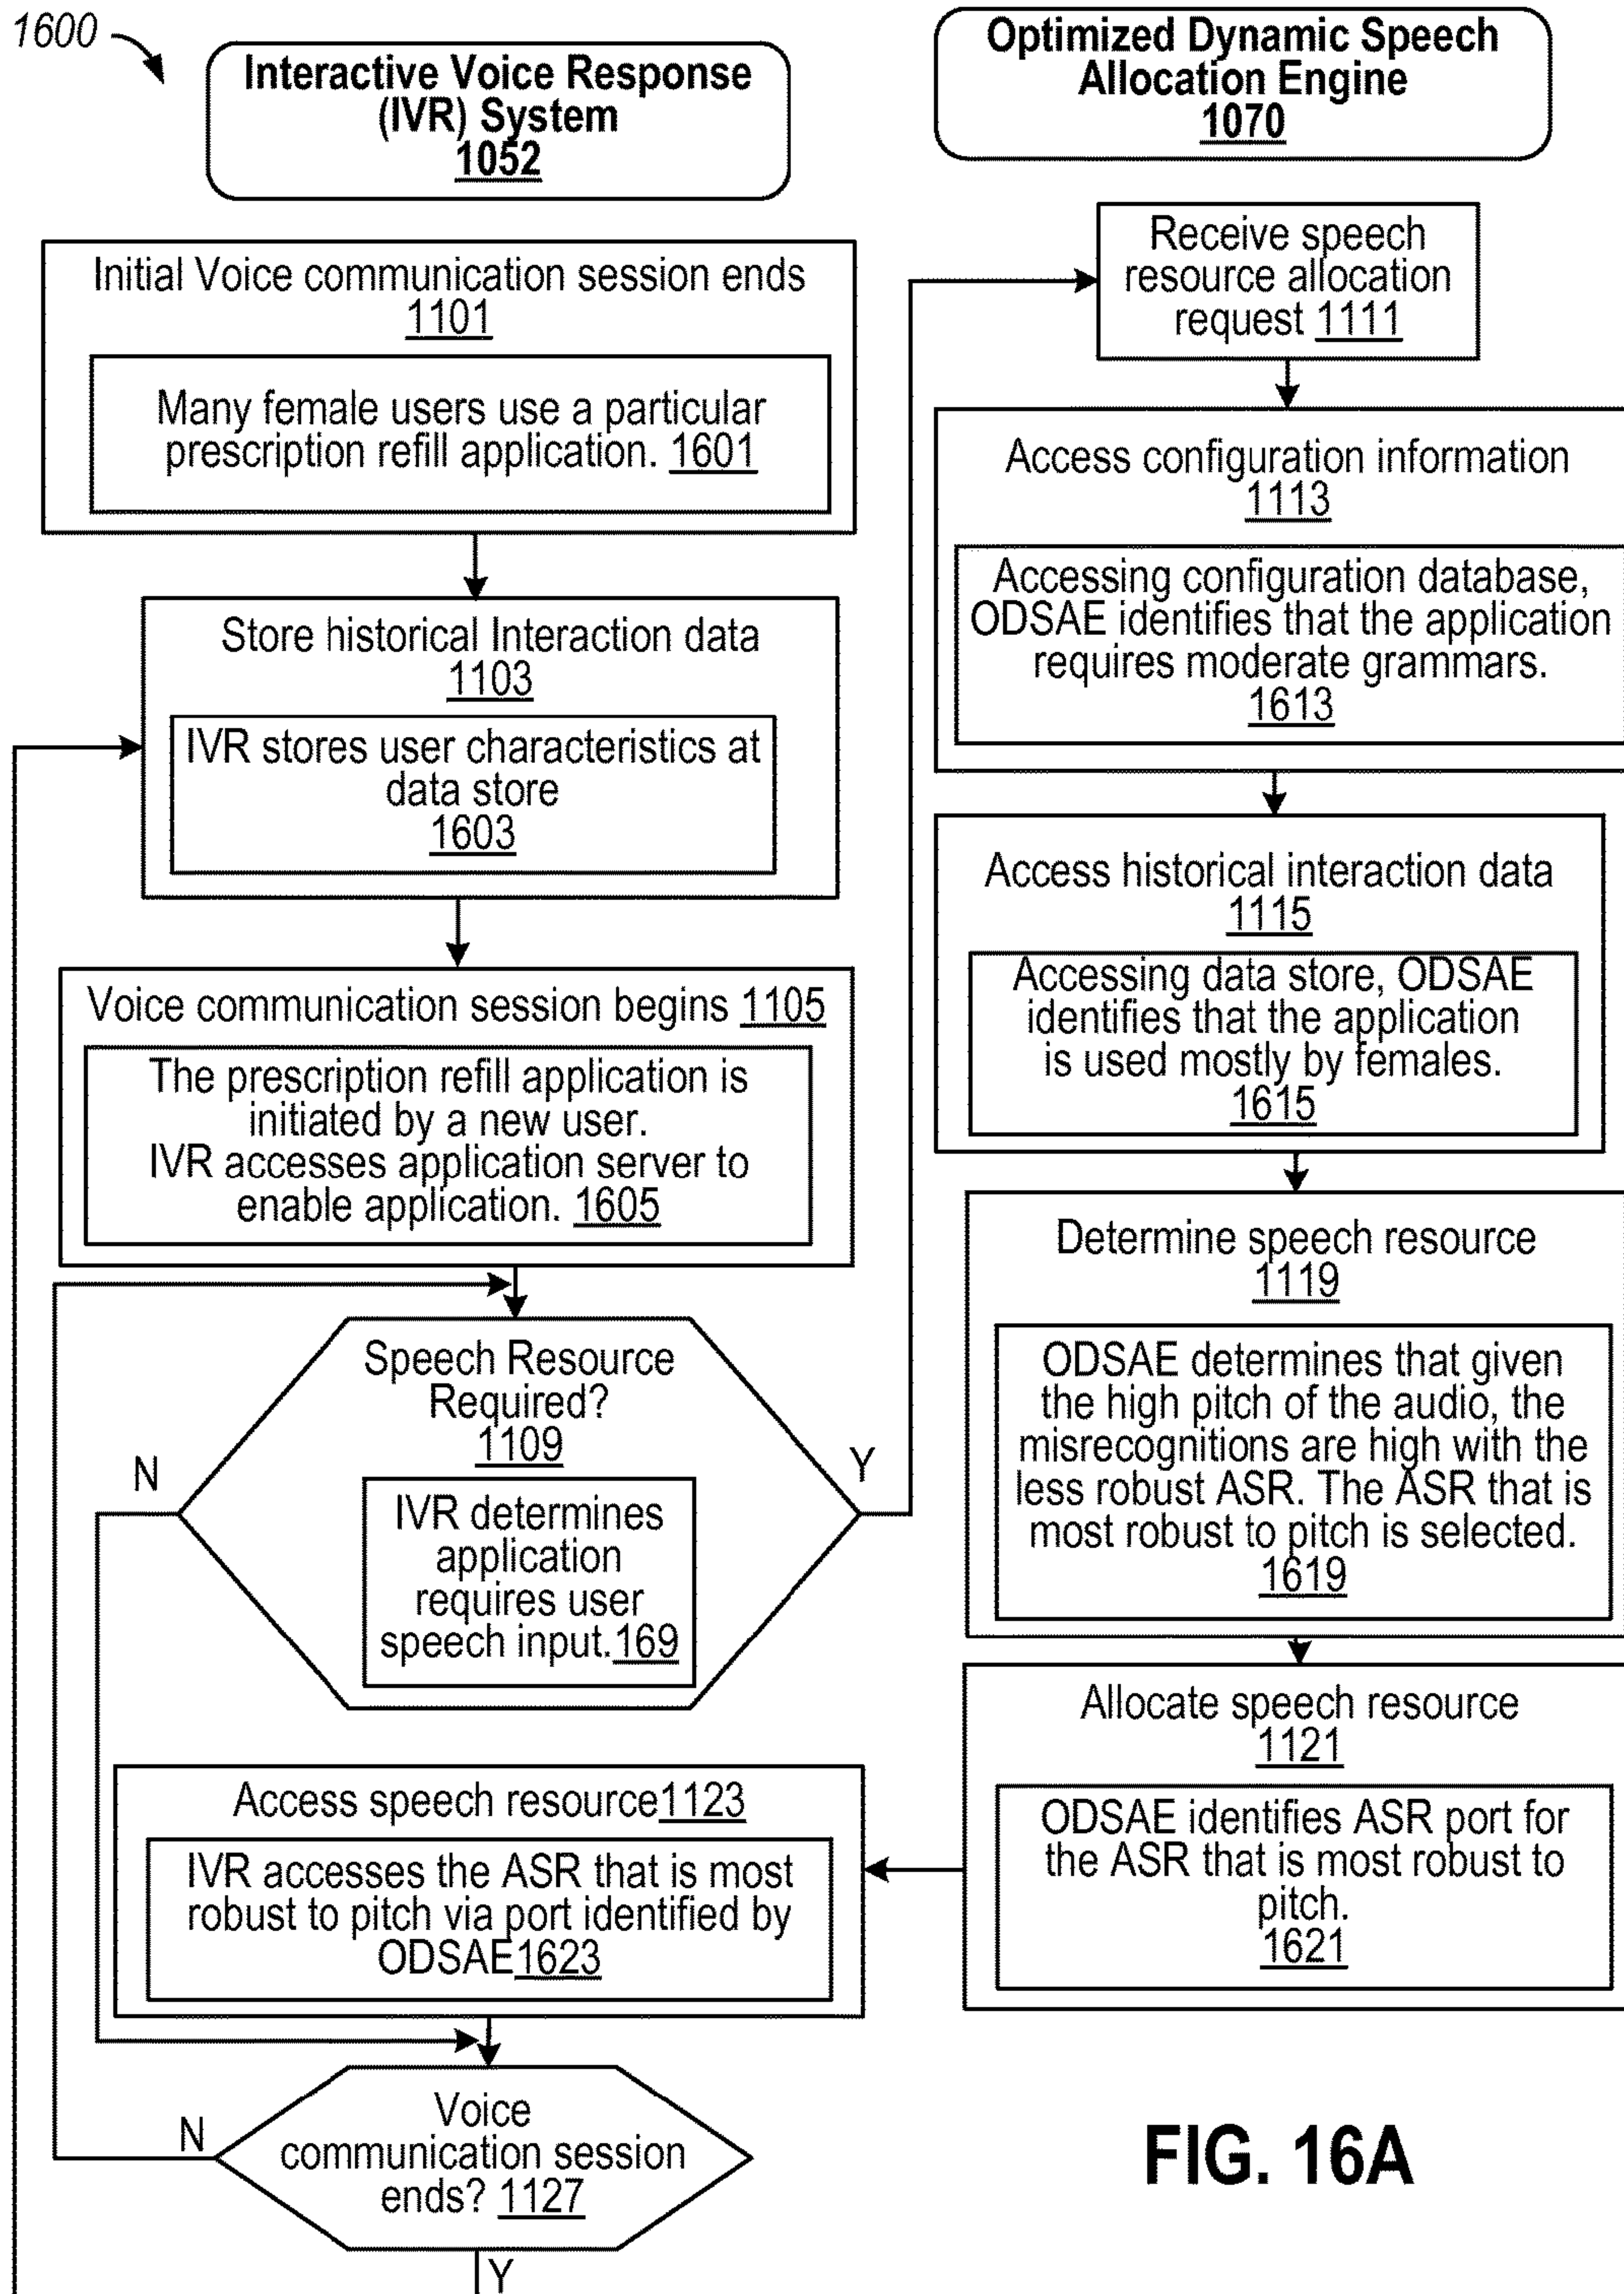 1600
Interactive Voice Response
(IVR) System
1052
Initial Voice communication session ends
1101
Many female users use a particular
prescription refill application. 1601
Store historical Interaction data
1103
IVR stores user characteristics at
data store
1603
Voice communication session begins 1105
The prescription refill application is
initiated by a new user.
IVR accesses application server to
enable application. 1605
Speech Resource
Required?
1109
IVR determines
application
requires user
speech input.169
N
Y
Access speech resource1123
IVR accesses the ASR that is most
robust to pitch via port identified by
ODSAE1623
Voice
communication session
ends? 1127
N
Y
Optimized Dynamic Speech
Allocation Engine
1070
Receive speech
resource allocation
request 1111
Access configuration information
1113
Accessing configuration database,
ODSAE identifies that the application
requires moderate grammars.
1613
Access historical interaction data
1115
Accessing data store, ODSAE
identifies that the application
is used mostly by females.
1615
Determine speech resource
1119
ODSAE determines that given
the high pitch of the audio, the
misrecognitions are high with the
less robust ASR. The ASR that is
most robust to pitch is selected.
1619
Allocate speech resource
1121
ODSAE identifies ASR port for
the ASR that is most robust to
pitch.
1621
FIG. 16A